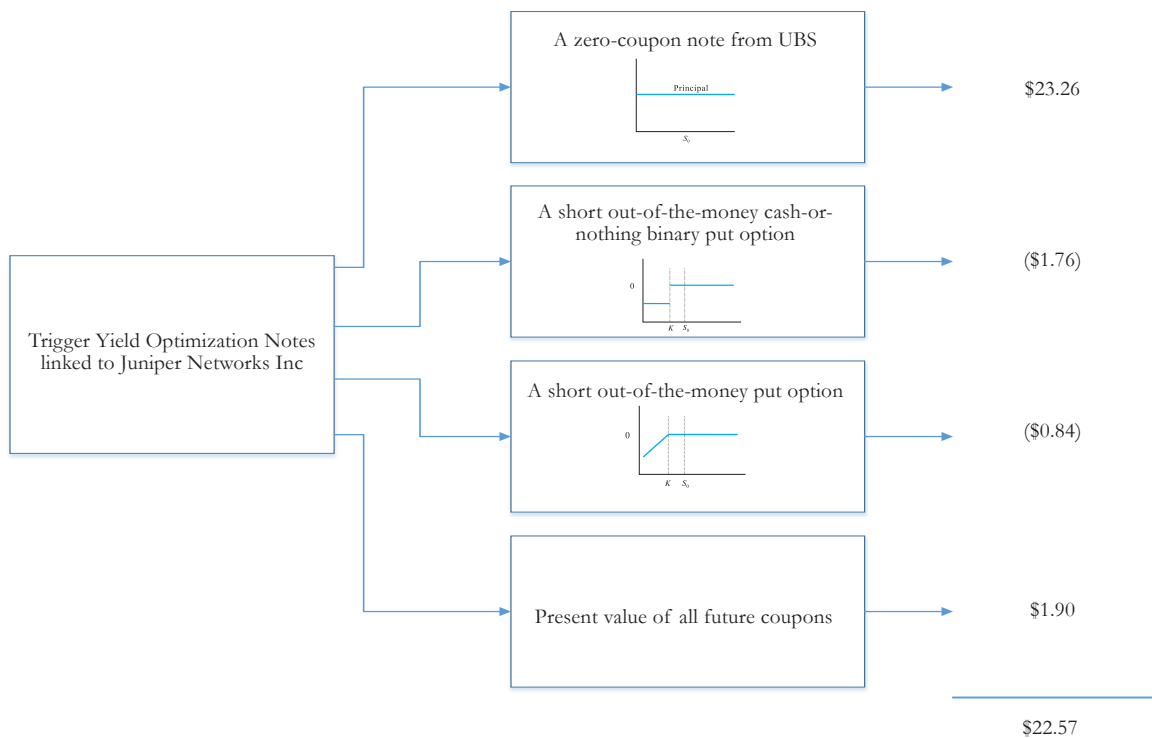 A zero-coupon note from UBS
Principal
S0
$23.26
A short out-of-the-money cash-or-
nothing binary put option
0
K S0
($1.76)
Trigger Yield Optimization Notes
linked to Juniper Networks Inc
A short out-of-the-money put option
0
K S0
($0.84)
Present value of all future coupons
$1.90
$22.57